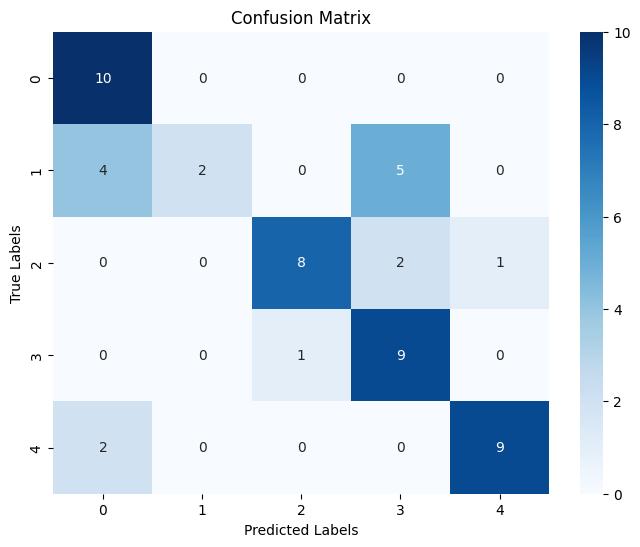 Confusion Matrix
10
0 10 0 0 0 0
8
1 4 2 0 5 0
6
True Labels
2 0 0 8 2 1
4
3 0 0 1 9 0
2
4 2 0 0 0 9
0
0 1 2 3 4
Predicted Labels